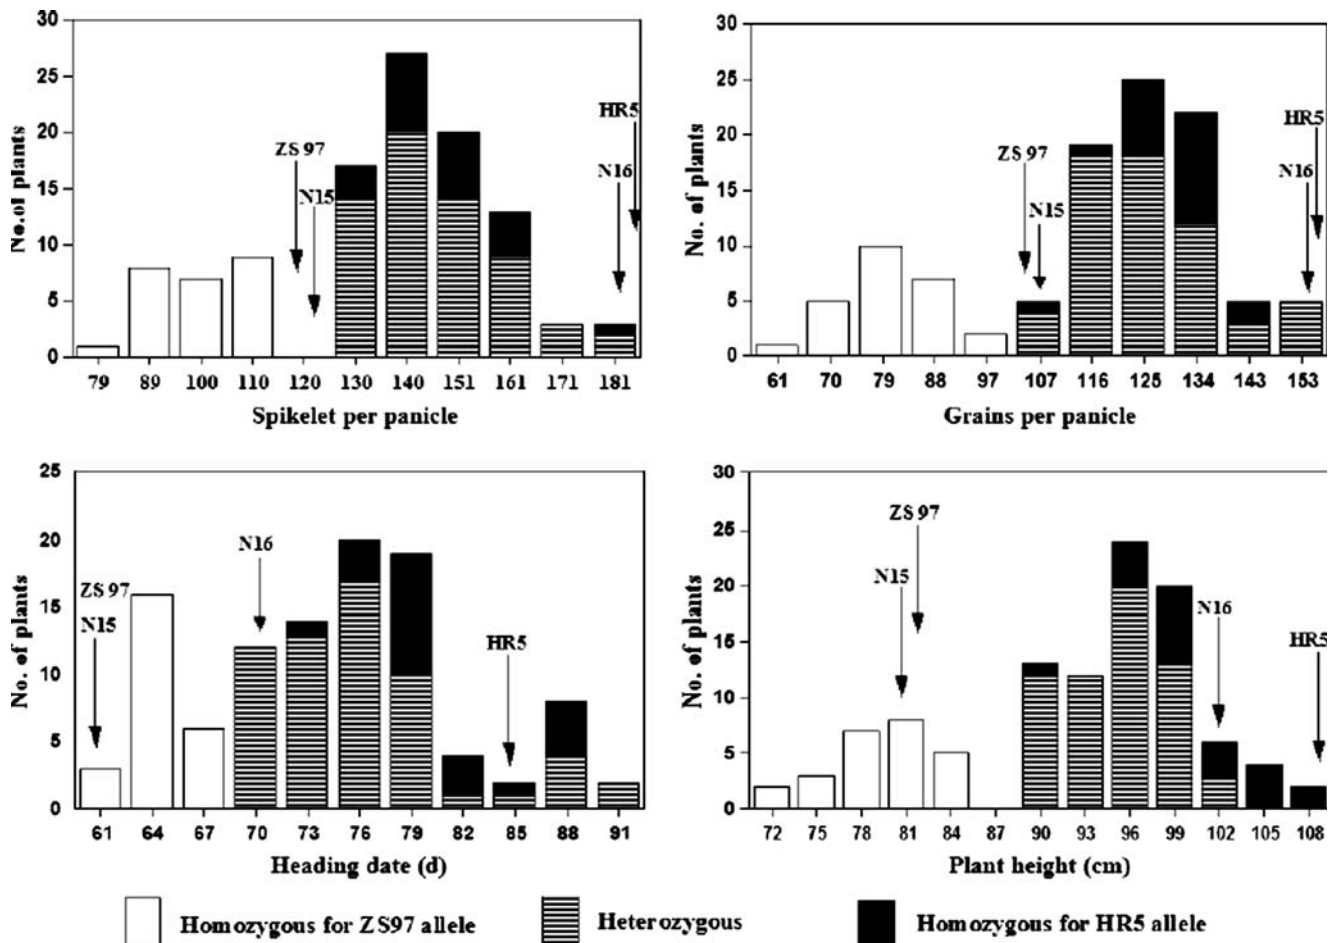 30
25
20
15
10
5
0
No.of plants
ZS 97
N15
HR5
N16
79 89 100 110 120 130 140 151 161 171 181
Spikelet per panicle
30
25
20
15
10
5
0
No. of plants
ZS 97
N15
HR5
N16
61 70 79 88 97 107 116 125 134 143 153
Grains per panicle
25
20
15
10
5
0
No. of plants
ZS 97
N15
N16
HR5
61 64 67 70 73 76 79 82 85 88 91
Heading date (d)
30
25
20
15
10
5
0
No. of plants
ZS 97
N15
N16
HR5
72 75 78 81 84 87 90 93 96 99 102 105 108
Plant height (cm)
Homozygous for ZS97 allele
Heterozygous
Homozygous for HR5 allele